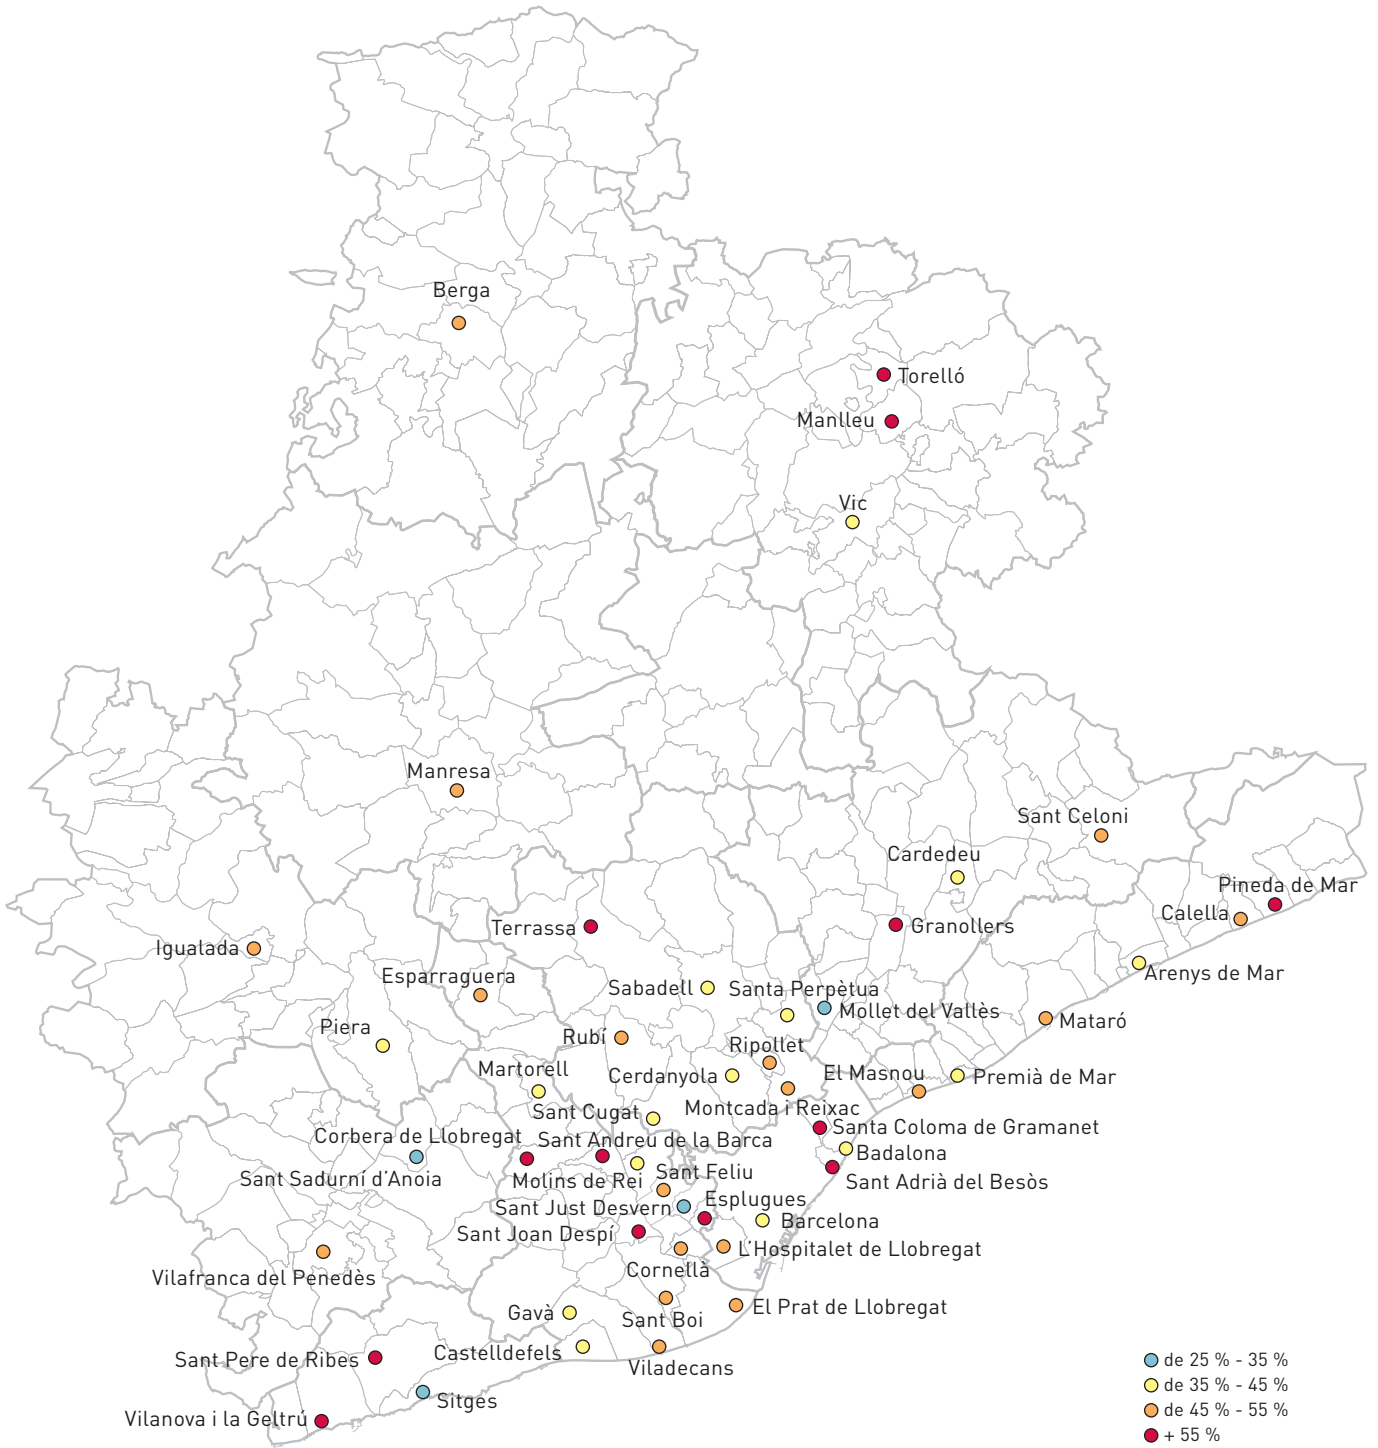 Berga
Torelló
Manlleu
Vic
Manresa
Sant Celoni
Cardedeu
Pineda de Mar
Calella
Terrassa
Granollers
Igualada
Esparraguera
Arenys de Mar
Sabadell
Santa Perpètua
Mollet del Vallès
Mataró
Piera
Rubí
Ripollet
Martorell
Cerdanyola
El Masnou
Premià de Mar
Sant Cugat
Montcada i Reixac
Santa Coloma de Gramanet
Corbera de Llobregat
Sant Andreu de la Barca
Badalona
Sant Sadurní d'Anoia
Molins de Rei
Sant Feliu
Sant Adrià del Besòs
Sant Just Desvern
Esplugues
Barcelona
Sant Joan Despí
L'Hospitalet de Llobregat
Cornellà
Vilafranca del Penedès
Gavà
Sant Boi
El Prat de Llobregat
Castelldefels
Viladecans
Sant Pere de Ribes
Sitges
Vilanova i la Geltrú
de 25 % - 35 %
de 35 % - 45 %
de 45 % - 55 %
+ 55 %